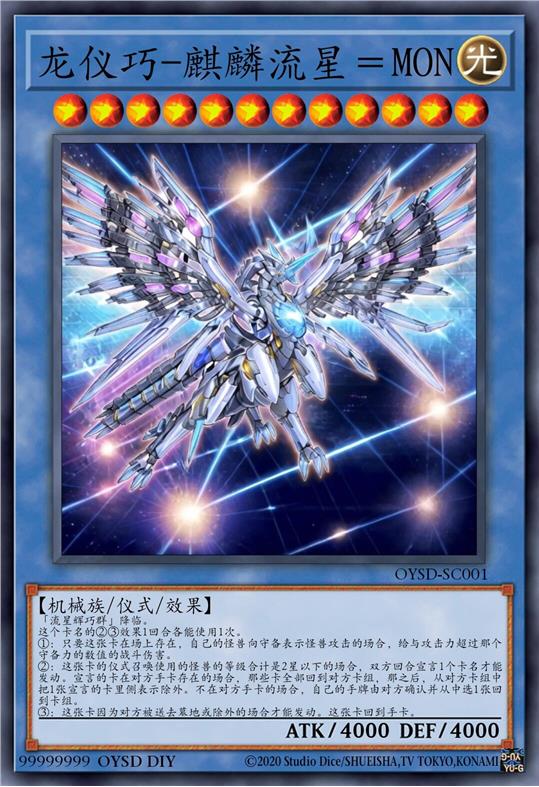 龙仪巧-麒麟流星＝MON
光
OYSD-SC001
【机械族/仪式/效果】
「流星辉巧群」降临。
这个卡名的②③效果1回合各能使用1次。
①：只要这张卡在场上存在，自己的怪兽向守备表示怪兽攻击的场合，给与攻击力超过那个
守备力的数值的战斗伤害。
②：这张卡的仪式召唤使用的怪兽的等级合计是2星以下的场合，双方回合宣言1个卡名才能
发动。宣言的卡在对方手卡存在的场合，那些卡全部回到对方卡组，那之后，从对方卡组中
把1张宣言的卡里侧表示除外。不在对方手卡的场合，自己的手牌由对方确认并从中选1张回
到卡组。
③：这张卡因为对方被送去墓地或除外的场合才能发动。这张卡回到手卡。
ATK/4000 DEF/4000
99999999 OYSD DIY
©2020 Studio Dice/SHUEISHA,TV TOKYO,KONAMI